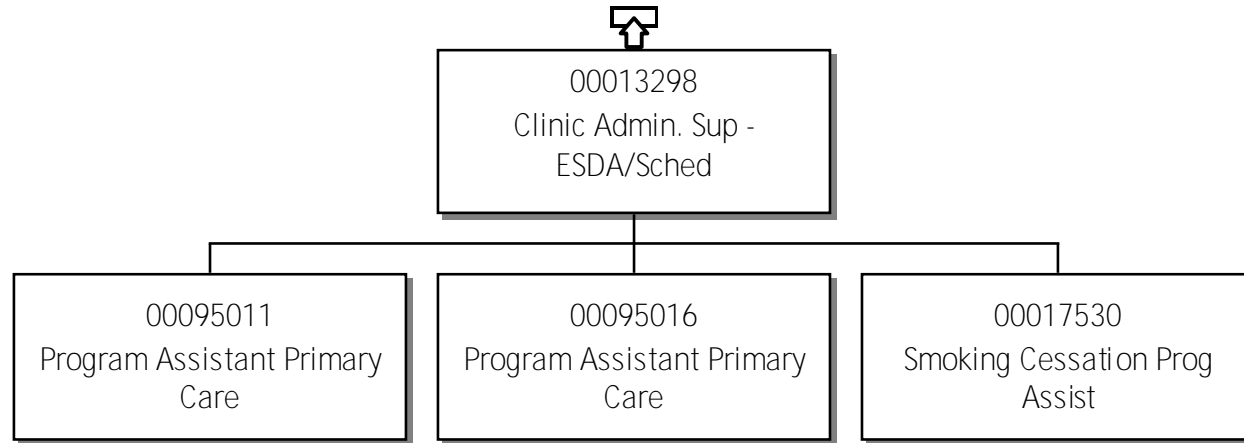 00013298
Clinic Admin. Sup -
ESDA/Sched
00095011
Program Assistant Primary
Care
00095016
Program Assistant Primary
Care
00017530
Smoking Cessation Prog
Assist